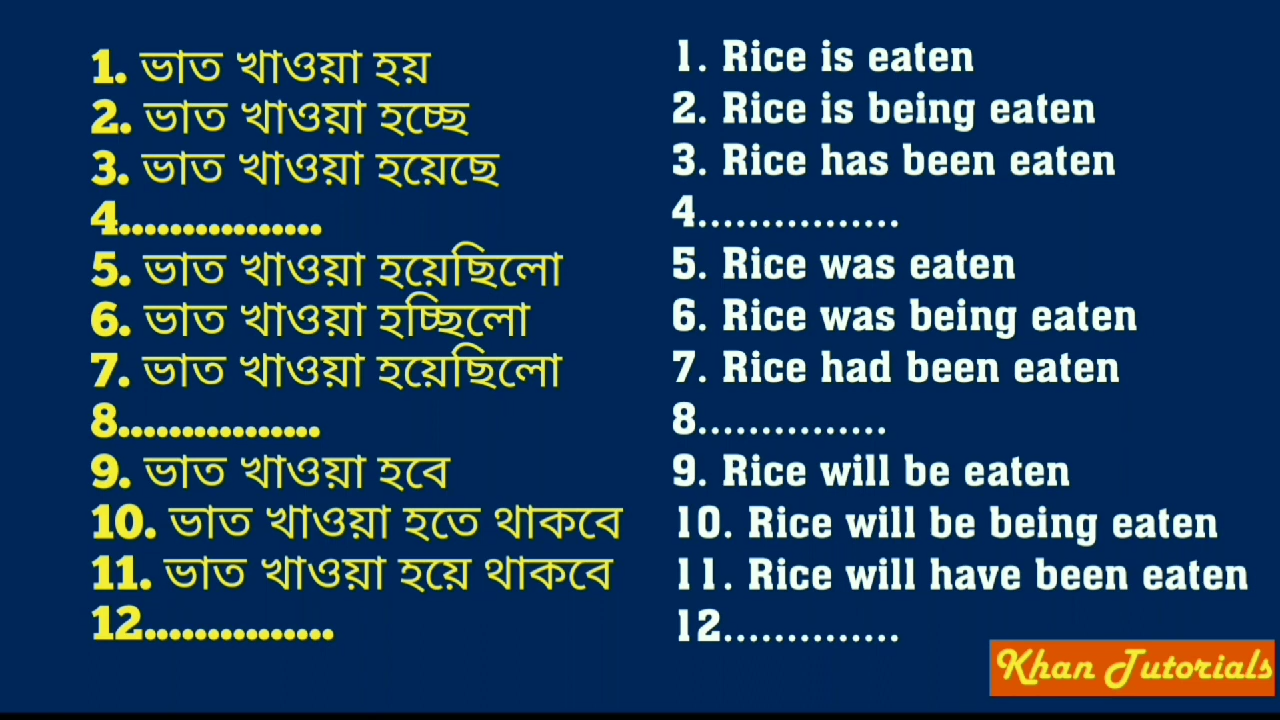 1. ভাত খাওয়া হয়
2. ভাত খাওয়া হচ্ছে
3. ভাত খাওয়া হয়েছে
4................
5. ভাত খাওয়া হয়েছিলো
6. ভাত খাওয়া হচ্ছিলো
7. ভাত খাওয়া হয়েছিলো
8................
9. ভাত খাওয়া হবে
10. ভাত খাওয়া হতে থাকবে
11. ভাত খাওয়া হয়ে থাকবে
12...............
1. Rice is eaten
2. Rice is being eaten
3. Rice has been eaten
4................
5. Rice was eaten
6. Rice was being eaten
7. Rice had been eaten
8...............
9. Rice will be eaten
10. Rice will be being eaten
11. Rice will have been eaten
12..............
Khan Tutorials